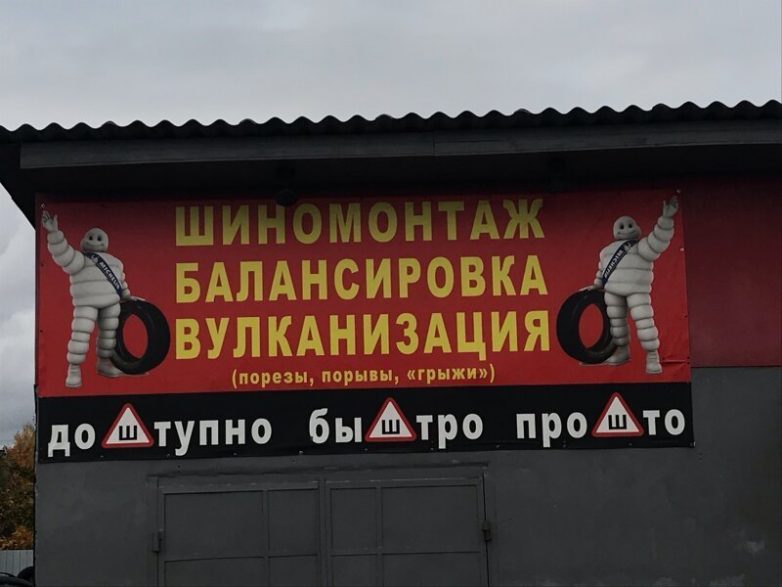 ШИНОМОНТАЖ
БАЛАНСИРОВКА
ВУЛКАНИЗАЦИЯ
(порезы, порывы, «грыжи»)
доШтупно быШтро проШто